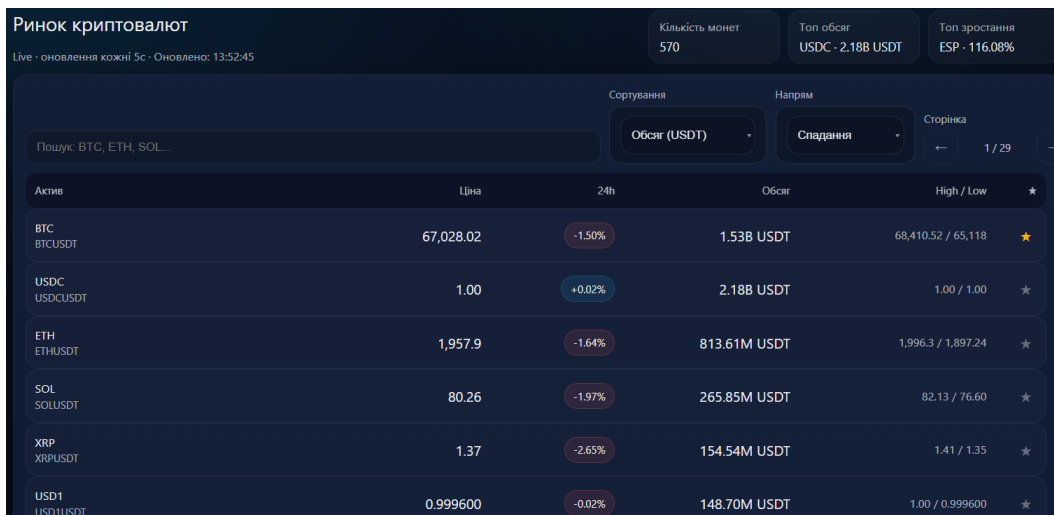 Ринок криптовалют
Live · оновлення кожні 5с · Оновлено: 13:52:45
Кількість монет
570
Топ обсяг
USDC · 2.18B USDT
Топ зростання
ESP · 116.08%
Сортування
Напрям
Сторінка
Пошук: BTC, ETH, SOL...
Обсяг (USDT)
Спадання
← 1 / 29
Актив Ціна 24h Обсяг High / Low ★
BTC
BTCUSDT
67,028.02 -1.50% 1.53B USDT 68,410.52 / 65,118 ★
USDC
USDCUSDT
1.00 +0.02% 2.18B USDT 1.00 / 1.00 ★
ETH
ETHUSDT
1,957.9 -1.64% 813.61M USDT 1,996.3 / 1,897.24 ★
SOL
SOLUSDT
80.26 -1.97% 265.85M USDT 82.13 / 76.60 ★
XRP
XRPUSDT
1.37 -2.65% 154.54M USDT 1.41 / 1.35 ★
USD1
USD1USDT
0.999600 -0.02% 148.70M USDT 1.00 / 0.999600 ★